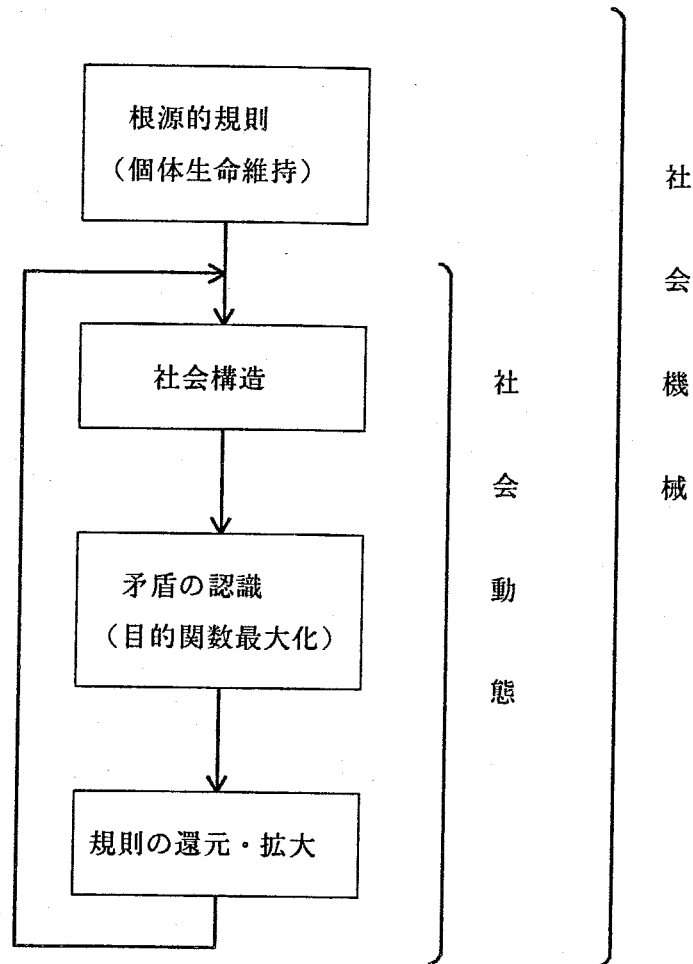 根源的規則
（個体生命維持）
社会構造
矛盾の認識
（目的関数最大化）
規則の還元・拡大
社会動態
社会機械